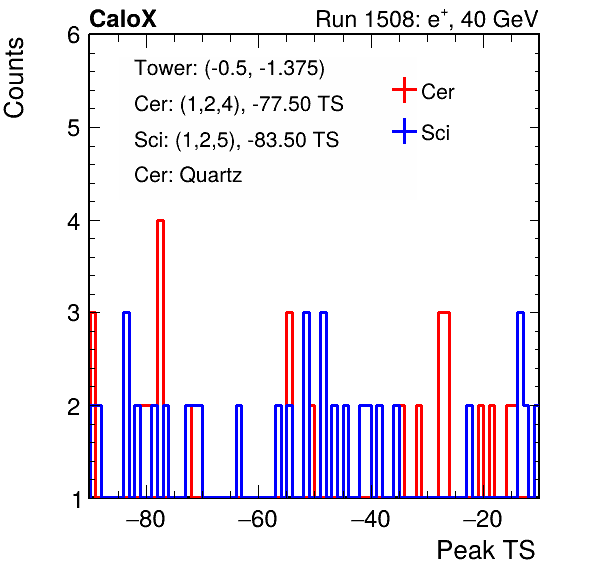 CaloX
Run 1508: e+, 40 GeV
Counts
Tower: (-0.5, -1.375)
Cer: (1,2,4), -77.50 TS
Sci: (1,2,5), -83.50 TS
Cer: Quartz
Cer
Sci
6
5
4
3
2
1
−80
−60
−40
−20
Peak TS